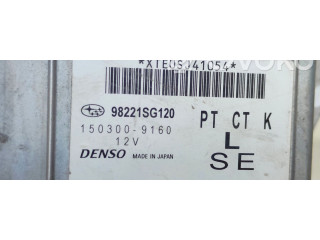 *XTE0S041054*
98221SG120
150300-9160
12V
DENSO MADE IN JAPAN
PT CT K
L
SE